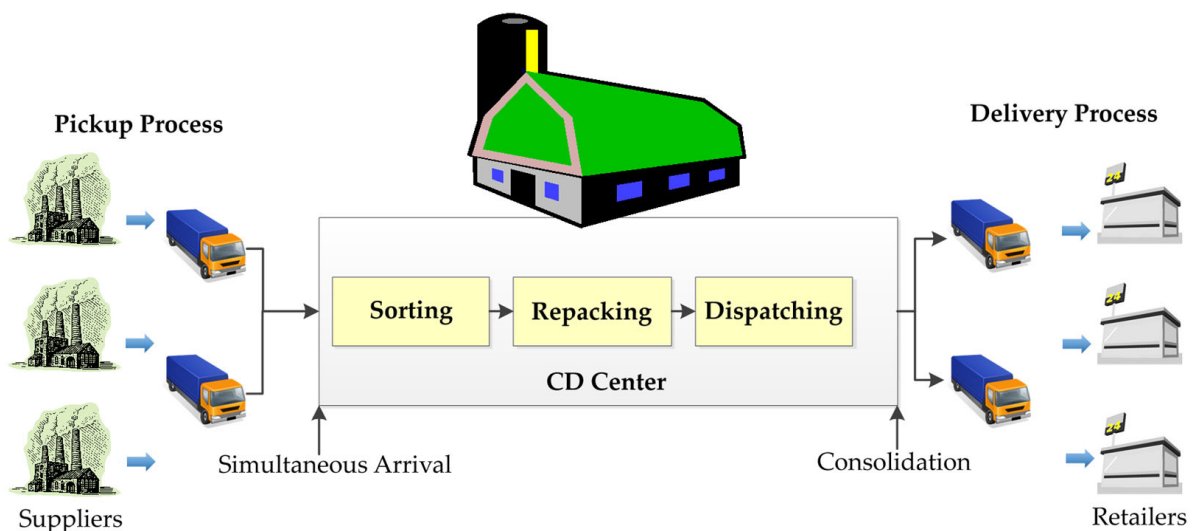 Pickup Process
Delivery Process
24
24
24
Sorting
Repacking
Dispatching
CD Center
Simultaneous Arrival
Consolidation
Suppliers
Retailers